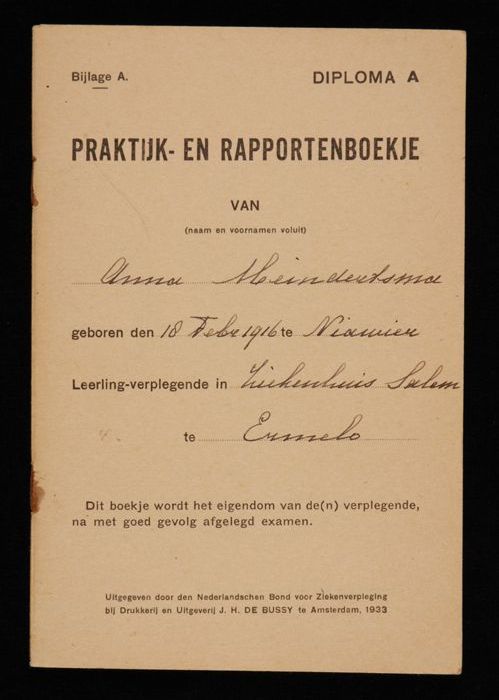 Bijlage A.
DIPLOMA A
PRAKTIJK- EN RAPPORTENBOEKJE
VAN
(naam en voornamen voluit)
Anna Meindertsma
geboren den 18 Febr 1916 te Niawier
Leerling-verplegende in Ziekenhuis Salem
te Ermelo
Dit boekje wordt het eigendom van de(n) verplegende,
na met goed gevolg afgelegd examen.
Uitgegeven door den Nederlandschen Bond voor Ziekenverpleging
bij Drukkerij en Uitgeverij J. H. DE BUSSY te Amsterdam, 1933